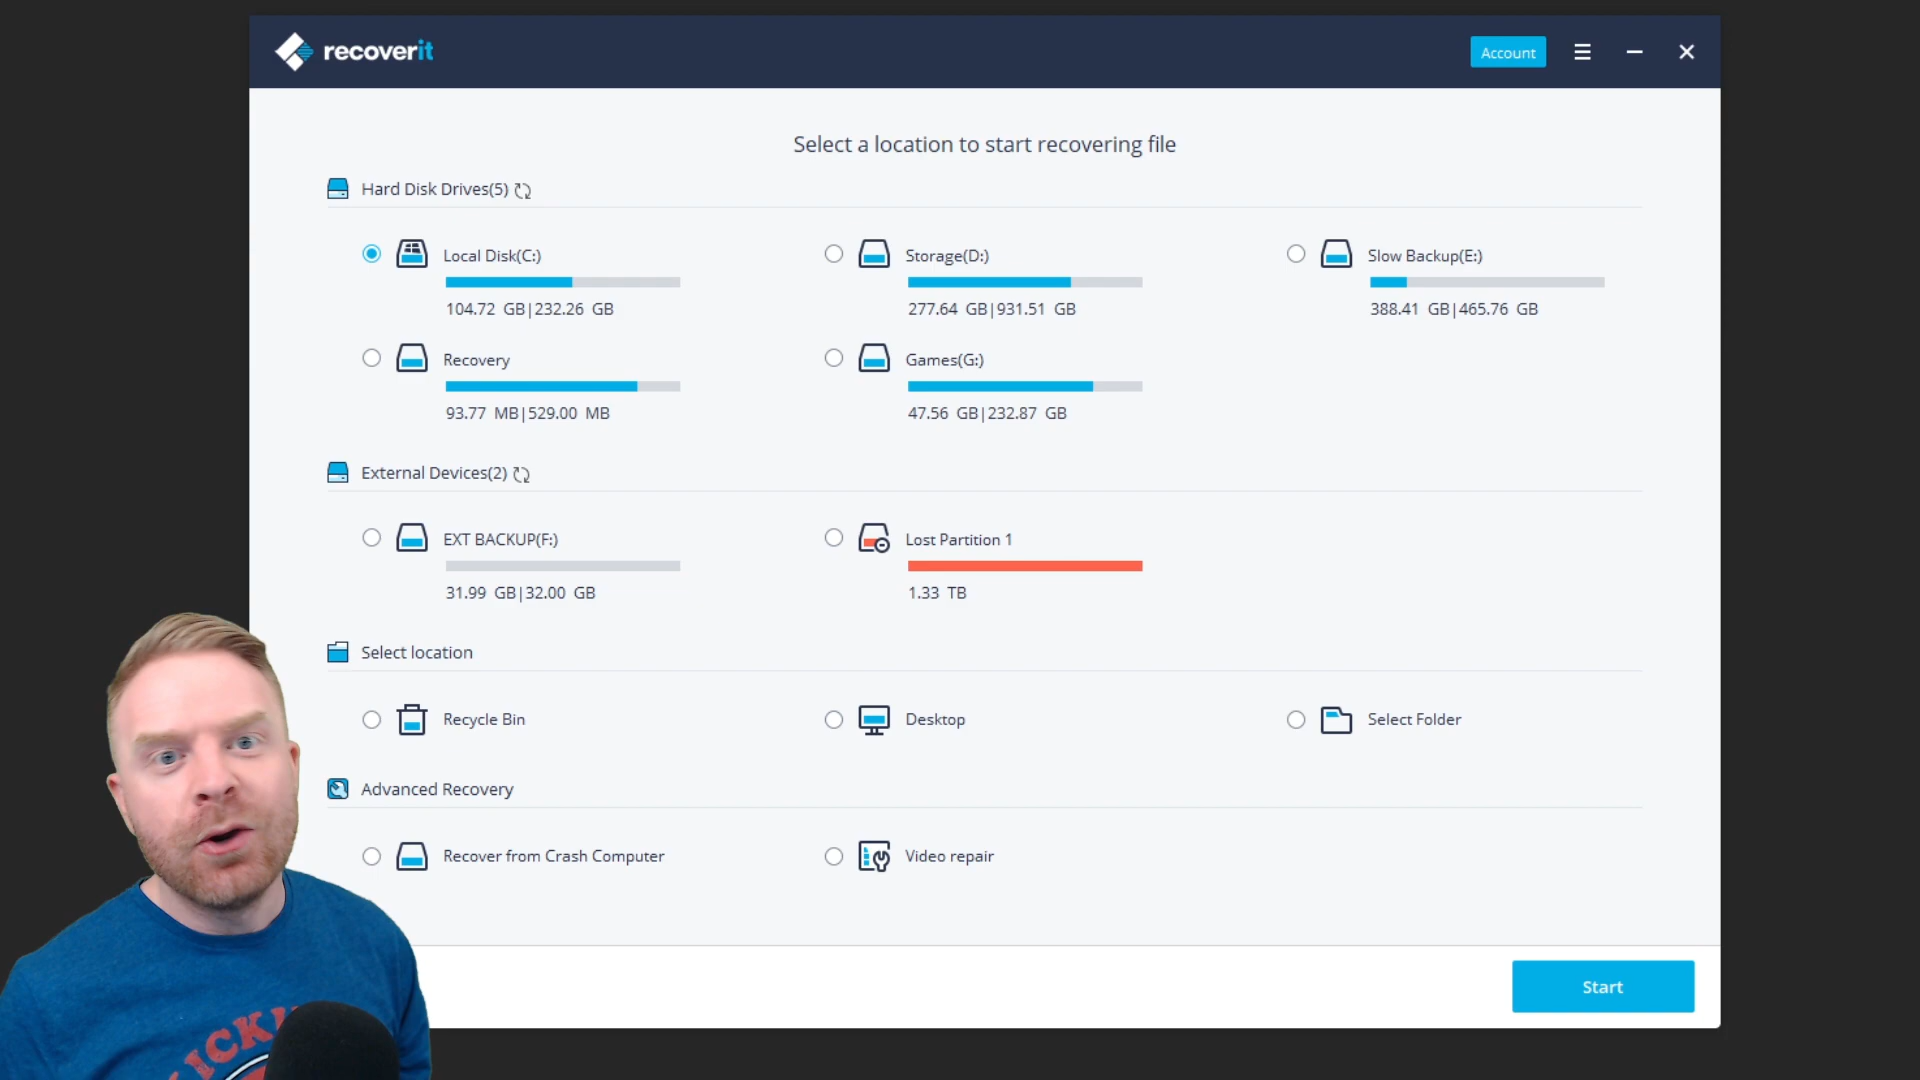 recoverit
Account
Select a location to start recovering file
Hard Disk Drives(5)
Local Disk(C:)
104.72 GB|232.26 GB
Storage(D:)
277.64 GB|931.51 GB
Slow Backup(E:)
388.41 GB|465.76 GB
Recovery
93.77 MB|529.00 MB
Games(G:)
47.56 GB|232.87 GB
External Devices(2)
EXT BACKUP(F:)
31.99 GB|32.00 GB
Lost Partition 1
1.33 TB
Select location
Recycle Bin
Desktop
Select Folder
Advanced Recovery
Recover from Crash Computer
Video repair
Start